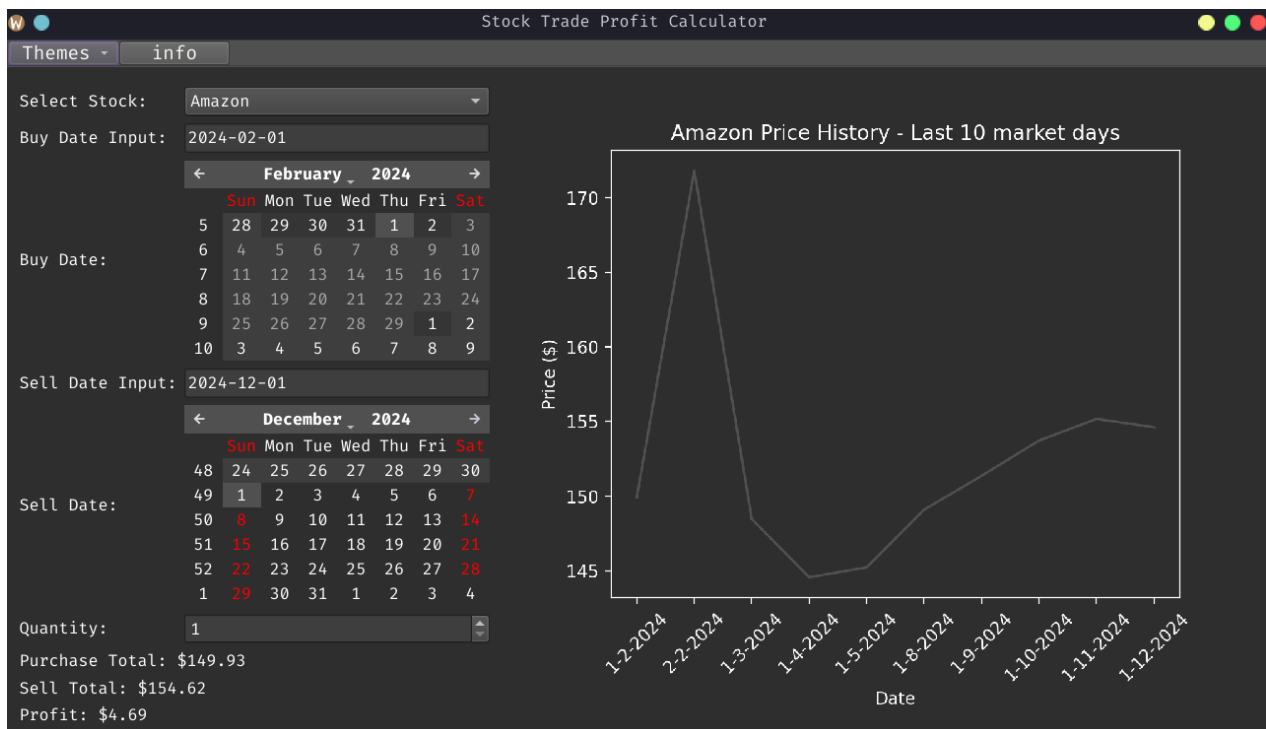 Stock Trade Profit Calculator
Themes info
Select Stock: Amazon
Buy Date Input: 2024-02-01
Buy Date:
← February 2024 →
Sun Mon Tue Wed Thu Fri Sat
5 28 29 30 31 1 2 3
6 4 5 6 7 8 9 10
7 11 12 13 14 15 16 17
8 18 19 20 21 22 23 24
9 25 26 27 28 29 1 2
10 3 4 5 6 7 8 9
Sell Date Input: 2024-12-01
Sell Date:
← December 2024 →
Sun Mon Tue Wed Thu Fri Sat
48 24 25 26 27 28 29 30
49 1 2 3 4 5 6 7
50 8 9 10 11 12 13 14
51 15 16 17 18 19 20 21
52 22 23 24 25 26 27 28
1 29 30 31 1 2 3 4
Quantity: 1
Purchase Total: $149.93
Sell Total: $154.62
Profit: $4.69
Amazon Price History - Last 10 market days
Price ($)
170
165
160
155
150
145
1-2-2024
2-2-2024
1-3-2024
1-4-2024
1-5-2024
1-8-2024
1-9-2024
1-10-2024
1-11-2024
1-12-2024
Date